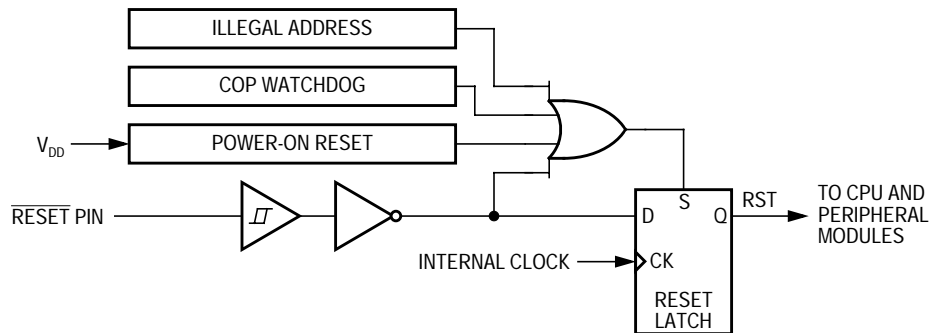 ILLEGAL ADDRESS
COP WATCHDOG
V_DD
POWER-ON RESET
RESET PIN
D
S
Q
RST
TO CPU AND
PERIPHERAL
MODULES
INTERNAL CLOCK
CK
RESET
LATCH